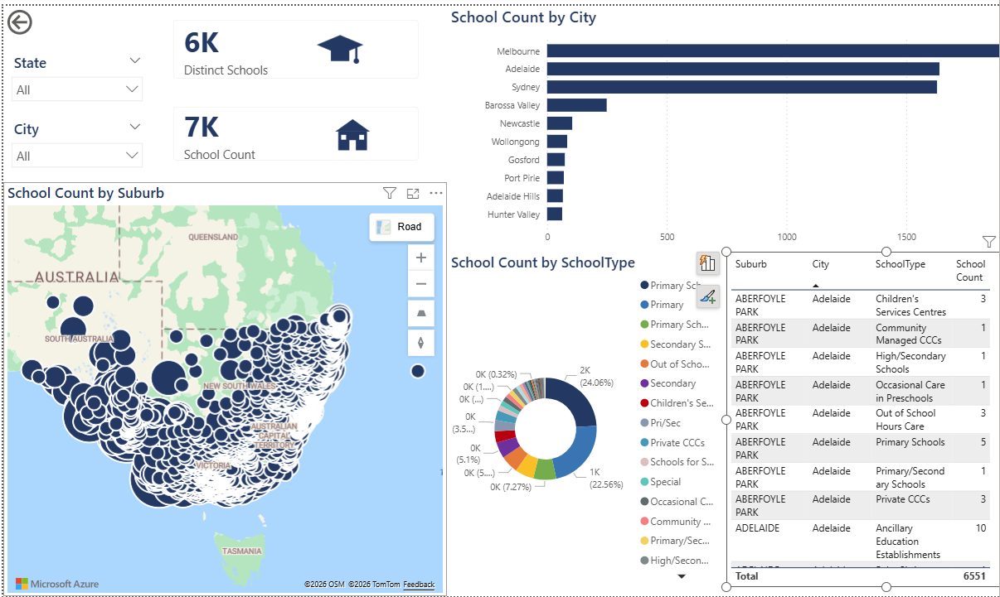 State
All
City
All
6K
Distinct Schools
7K
School Count
School Count by City
Melbourne
Adelaide
Sydney
Barossa Valley
Newcastle
Wollongong
Gosford
Port Pirie
Adelaide Hills
Hunter Valley
0
500
1000
1500
School Count by Suburb
Road
QUEENSLAND
AUSTRALIA
SOUTH AUSTRALIA
NEW SOUTH WALES
AUSTRALIAN
CAPITAL
TERRITORY
VICTORIA
TASMANIA
Microsoft Azure
©2026 OSM ©2026 TomTom Feedback
School Count by SchoolType
2K
(24.06%)
1K
(22.56%)
0K (7.27%)
0K (5....)
0K
(5.1%)
0K
(3.5...)
0K (...)
0K (1....)
0K (0.32%)
Primary Sch...
Primary
Primary Sch...
Secondary S...
Out of Scho...
Secondary
Children's Se...
Pri/Sec
Private CCCs
Schools for S...
Special
Occasional C...
Community ...
Primary/Sec...
High/Secon...
Suburb City SchoolType School
Count
ABERFOYLE Adelaide Children's 3
PARK Services Centres
ABERFOYLE Adelaide Community 1
PARK Managed CCCs
ABERFOYLE Adelaide High/Secondary 1
PARK Schools
ABERFOYLE Adelaide Occasional Care 1
PARK in Preschools
ABERFOYLE Adelaide Out of School 3
PARK Hours Care
ABERFOYLE Adelaide Primary Schools 5
PARK
ABERFOYLE Adelaide Primary/Second 1
PARK ary Schools
ABERFOYLE Adelaide Private CCCs 3
PARK
ADELAIDE Adelaide Ancillary 10
Education
Establishments
Total 6551